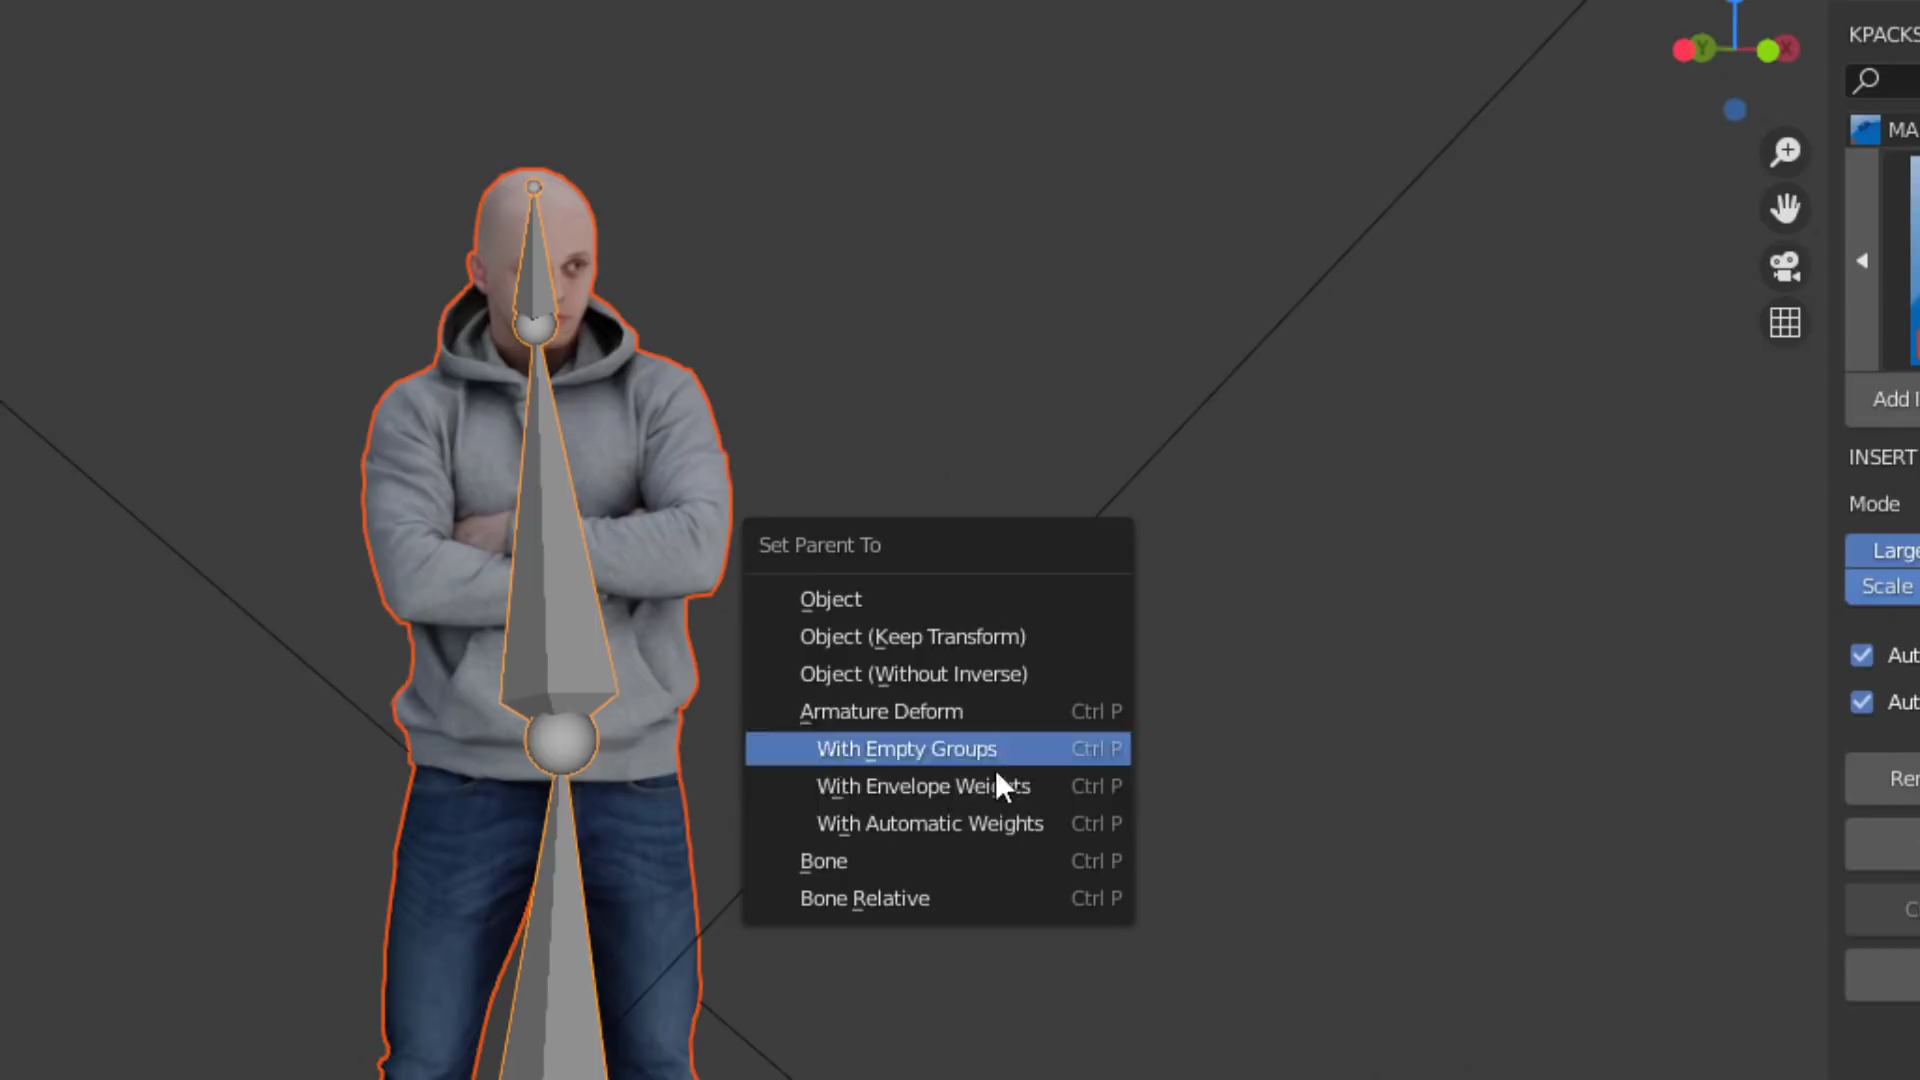 KPACKS
MA
Set Parent To
Object
Object (Keep Transform)
Object (Without Inverse)
Armature Deform Ctrl P
With Empty Groups Ctrl P
With Envelope Weights Ctrl P
With Automatic Weights Ctrl P
Bone Ctrl P
Bone Relative Ctrl P
Y X
Add I
INSERT
Mode
Large
Scale
Aut
Aut
Rer
C